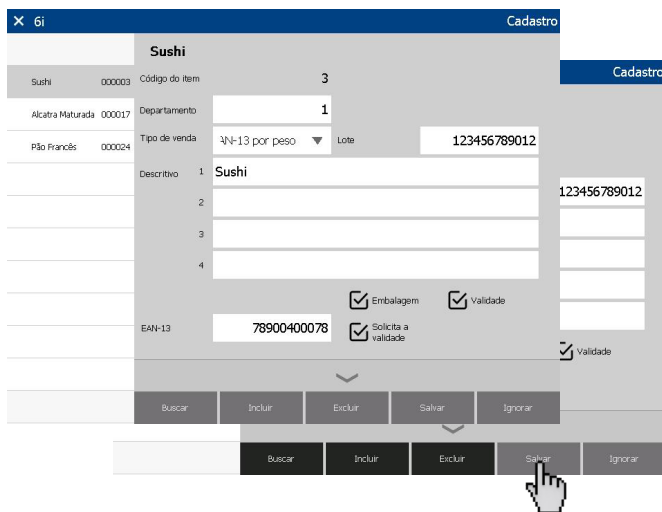 6i Cadastro
Sushi
Sushi 000003 Código do item 3
Alcatra Maturada 000017 Departamento 1
Pão Francês 000024 Tipo de venda AN-13 por peso Lote 123456789012
Descritivo 1 Sushi
2
3
4
Embalagem Validade
EAN-13 78900400078 Solicita a
validade
Buscar Incluir Excluir Salvar Ignorar
Cadastro
123456789012
Validade
Buscar Incluir Excluir Salvar Ignorar